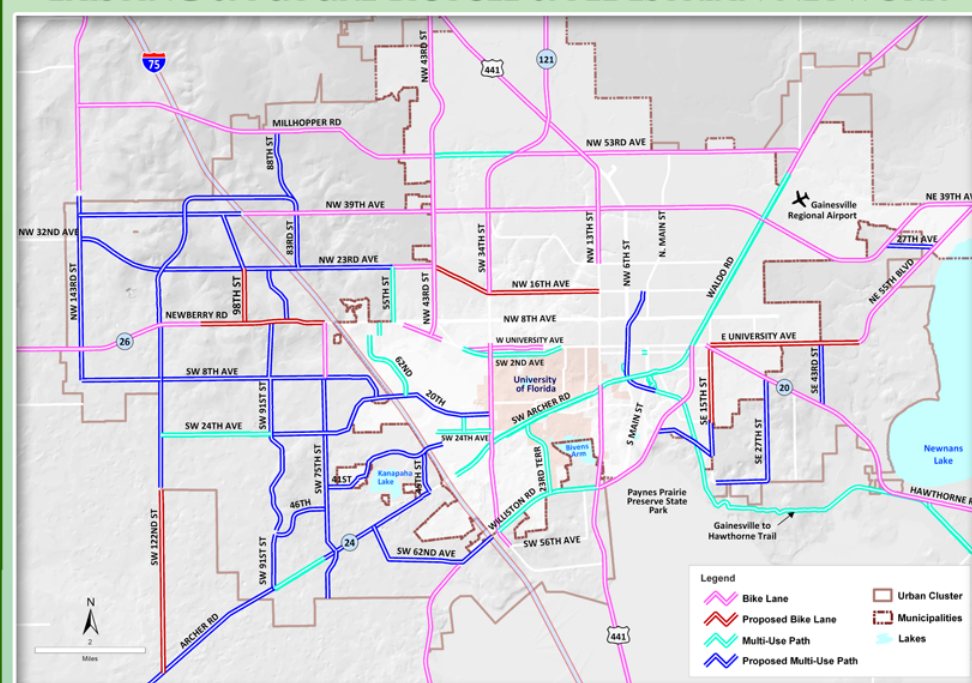 75
NW 43RD ST
441
121
MILLHOPPER RD
88TH ST
NW 53RD AVE
NW 39TH AVE
Gainesville
Regional Airport
NE 39TH AV
NW 32ND AVE
83RD ST
SW 34TH ST
NW 13TH ST
NW 6TH ST
N. MAIN ST
27TH AVE
NW 23RD AVE
NW 143RD ST
98TH ST
55TH ST
NW 43RD ST
NW 16TH AVE
WALDO RD
NE 55TH BLVD
NEWBERRY RD
26
NW 8TH AVE
W UNIVERSITY AVE
E UNIVERSITY AVE
SW 2ND AVE
62ND
SW 8TH AVE
University
of Florida
20
SW 43RD ST
SW 91ST ST
20TH
SW ARCHER RD
SE 15TH ST
S MAIN ST
SW 24TH AVE
SW 24TH AVE
SE 27TH ST
Newnans
Lake
SW 75TH ST
Bivens
Arm
41ST
Kanapaha
Lake
23RD TERR
Paynes Prairie
Preserve State
Park
HAWTHORNE R
46TH
WILLISTON RD
Gainesville to
Hawthorne Trail
SW 122ND ST
SW 91ST ST
24
SW 62ND AVE
SW 56TH AVE
ARCHER RD
441
N
2
Miles
Legend
Bike Lane
Proposed Bike Lane
Multi-Use Path
Proposed Multi-Use Path
Urban Cluster
Municipalities
Lakes